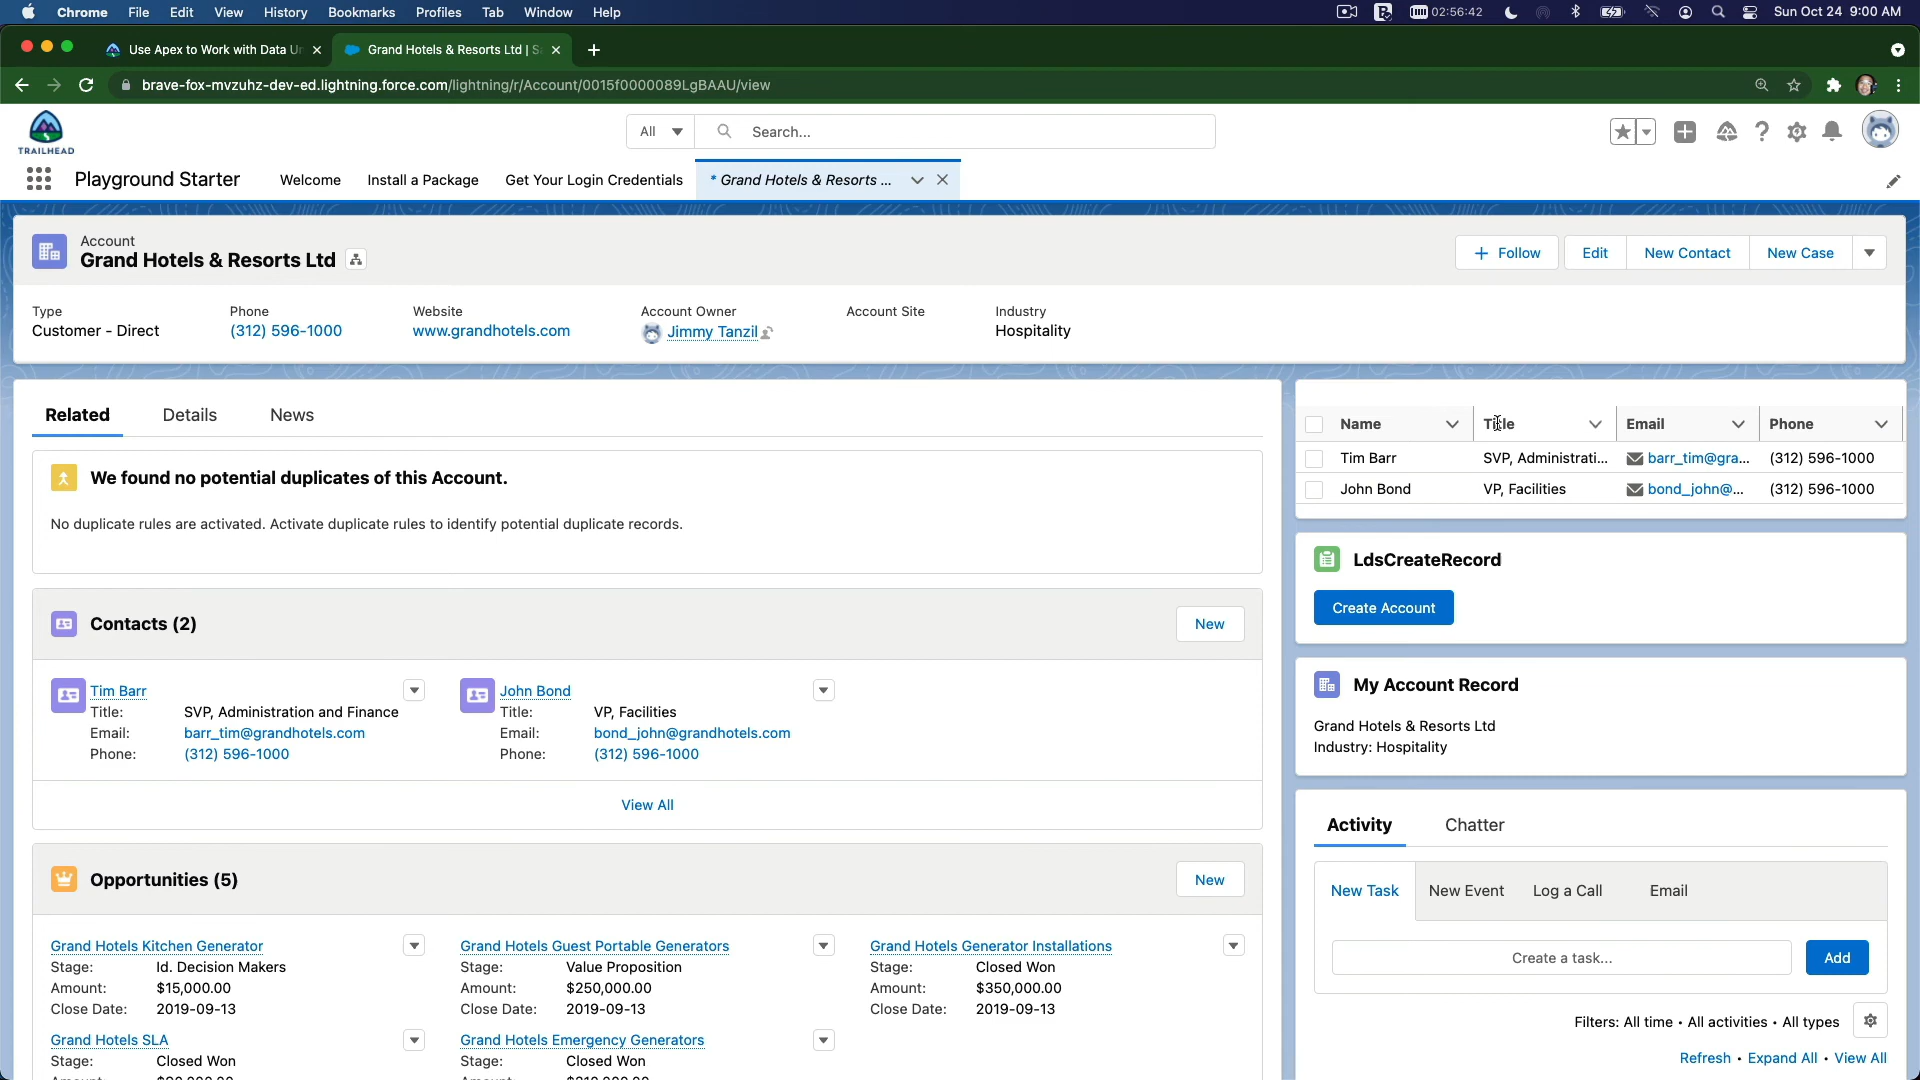 Chrome File Edit View History Bookmarks Profiles Tab Window Help 02:56:42 Sun Oct 24 9:00 AM
Use Apex to Work with Data Un Grand Hotels & Resorts Ltd | S
brave-fox-mvzuhz-dev-ed.lightning.force.com/lightning/r/Account/0015f0000089LgBAAU/view
TRAILHEAD
All Search...
Playground Starter Welcome Install a Package Get Your Login Credentials * Grand Hotels & Resorts ...
Account
Grand Hotels & Resorts Ltd
Follow Edit New Contact New Case
Type Phone Website Account Owner Account Site Industry
Customer - Direct (312) 596-1000 www.grandhotels.com Jimmy Tanzil Hospitality
Related Details News
We found no potential duplicates of this Account.
No duplicate rules are activated. Activate duplicate rules to identify potential duplicate records.
Contacts (2) New
Tim Barr John Bond
Title: SVP, Administration and Finance Title: VP, Facilities
Email: barr_tim@grandhotels.com Email: bond_john@grandhotels.com
Phone: (312) 596-1000 Phone: (312) 596-1000
View All
Opportunities (5) New
Grand Hotels Kitchen Generator Grand Hotels Guest Portable Generators Grand Hotels Generator Installations
Stage: Id. Decision Makers Stage: Value Proposition Stage: Closed Won
Amount: $15,000.00 Amount: $250,000.00 Amount: $350,000.00
Close Date: 2019-09-13 Close Date: 2019-09-13 Close Date: 2019-09-13
Grand Hotels SLA Grand Hotels Emergency Generators
Stage: Closed Won Stage: Closed Won
Name Title Email Phone
Tim Barr SVP, Administrati... barr_tim@gra... (312) 596-1000
John Bond VP, Facilities bond_john@... (312) 596-1000
LdsCreateRecord
Create Account
My Account Record
Grand Hotels & Resorts Ltd
Industry: Hospitality
Activity Chatter
New Task New Event Log a Call Email
Create a task... Add
Filters: All time • All activities • All types
Refresh • Expand All • View All